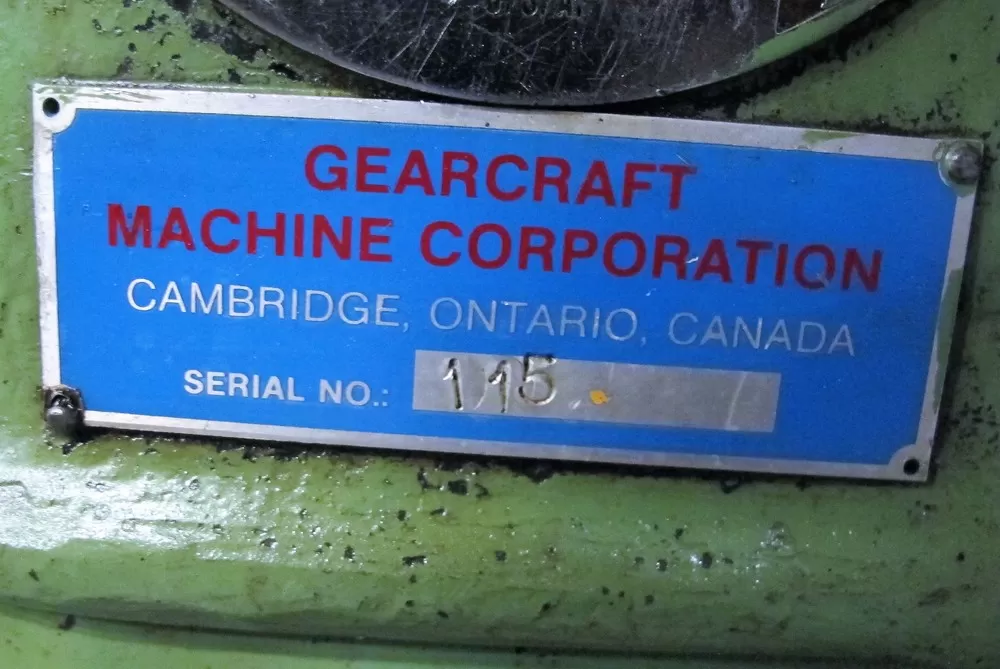 GEARCRAFT
MACHINE CORPORATION
CAMBRIDGE, ONTARIO, CANADA
SERIAL NO.: 115